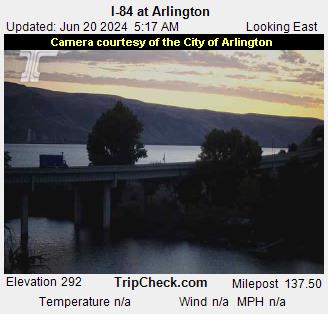 I-84 at Arlington
Updated: Jun 20 2024 5:17 AM Looking East
Camera courtesy of the City of Arlington
Elevation 292 TripCheck.com Milepost 137.50
Temperature n/a Wind n/a MPH n/a